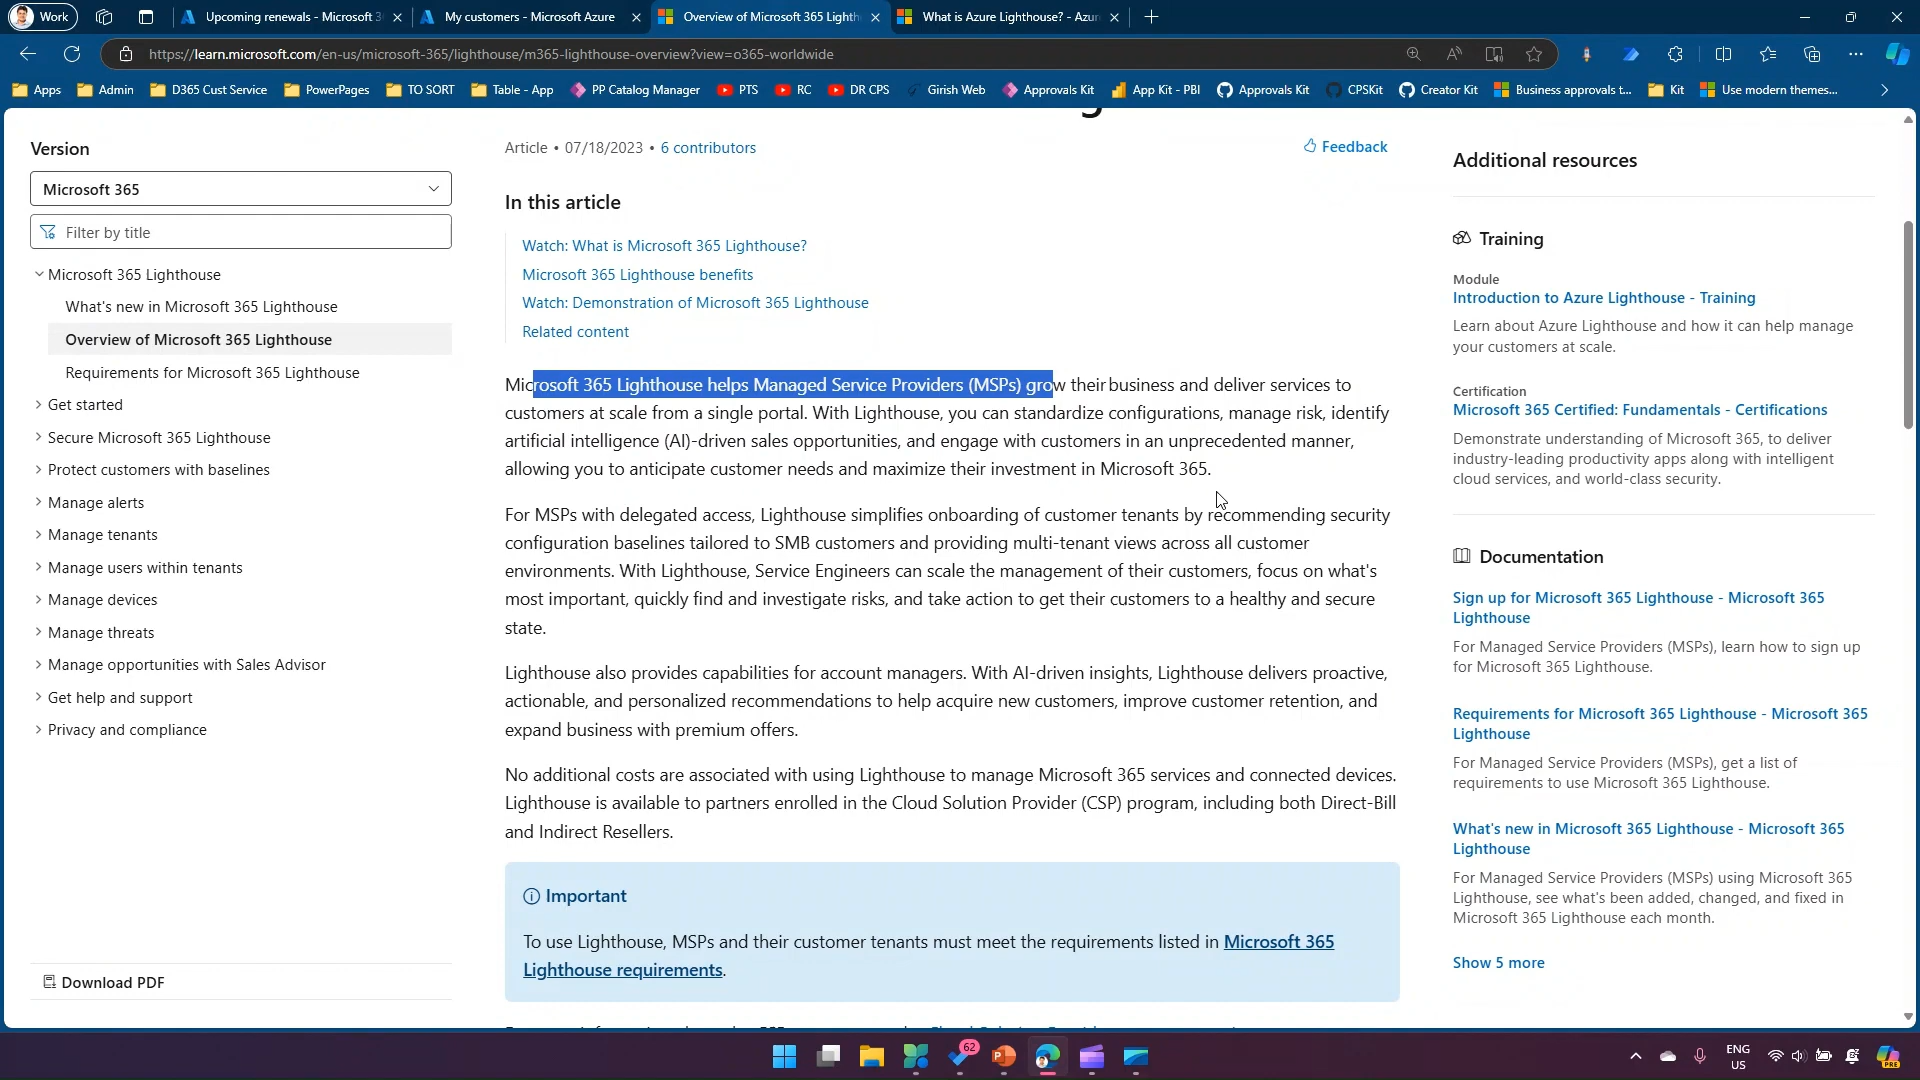 Work
Upcoming renewals - Microsoft 3
My customers - Microsoft Azure
Overview of Microsoft 365 Lighth
What is Azure Lighthouse? - Azur
https://learn.microsoft.com/en-us/microsoft-365/lighthouse/m365-lighthouse-overview?view=o365-worldwide
Apps
Admin
D365 Cust Service
PowerPages
TO SORT
Table - App
PP Catalog Manager
PTS
RC
DR CPS
Girish Web
Approvals Kit
App Kit - PBI
Approvals Kit
CPSKit
Creator Kit
Business approvals t...
Kit
Use modern themes...
Version
Microsoft 365
Filter by title
Microsoft 365 Lighthouse
What's new in Microsoft 365 Lighthouse
Overview of Microsoft 365 Lighthouse
Requirements for Microsoft 365 Lighthouse
Get started
Secure Microsoft 365 Lighthouse
Protect customers with baselines
Manage alerts
Manage tenants
Manage users within tenants
Manage devices
Manage threats
Manage opportunities with Sales Advisor
Get help and support
Privacy and compliance
Download PDF
Article • 07/18/2023 • 6 contributors
Feedback
In this article
Watch: What is Microsoft 365 Lighthouse?
Microsoft 365 Lighthouse benefits
Watch: Demonstration of Microsoft 365 Lighthouse
Related content
Microsoft 365 Lighthouse helps Managed Service Providers (MSPs) grow their business and deliver services to
customers at scale from a single portal. With Lighthouse, you can standardize configurations, manage risk, identify
artificial intelligence (AI)-driven sales opportunities, and engage with customers in an unprecedented manner,
allowing you to anticipate customer needs and maximize their investment in Microsoft 365.
For MSPs with delegated access, Lighthouse simplifies onboarding of customer tenants by recommending security
configuration baselines tailored to SMB customers and providing multi-tenant views across all customer
environments. With Lighthouse, Service Engineers can scale the management of their customers, focus on what's
most important, quickly find and investigate risks, and take action to get their customers to a healthy and secure
state.
Lighthouse also provides capabilities for account managers. With AI-driven insights, Lighthouse delivers proactive,
actionable, and personalized recommendations to help acquire new customers, improve customer retention, and
expand business with premium offers.
No additional costs are associated with using Lighthouse to manage Microsoft 365 services and connected devices.
Lighthouse is available to partners enrolled in the Cloud Solution Provider (CSP) program, including both Direct-Bill
and Indirect Resellers.
Important
To use Lighthouse, MSPs and their customer tenants must meet the requirements listed in Microsoft 365
Lighthouse requirements.
Additional resources
Training
Module
Introduction to Azure Lighthouse - Training
Learn about Azure Lighthouse and how it can help manage
your customers at scale.
Certification
Microsoft 365 Certified: Fundamentals - Certifications
Demonstrate understanding of Microsoft 365, to deliver
industry-leading productivity apps along with intelligent
cloud services, and world-class security.
Documentation
Sign up for Microsoft 365 Lighthouse - Microsoft 365
Lighthouse
For Managed Service Providers (MSPs), learn how to sign up
for Microsoft 365 Lighthouse.
Requirements for Microsoft 365 Lighthouse - Microsoft 365
Lighthouse
For Managed Service Providers (MSPs), get a list of
requirements to use Microsoft 365 Lighthouse.
What's new in Microsoft 365 Lighthouse - Microsoft 365
Lighthouse
For Managed Service Providers (MSPs) using Microsoft 365
Lighthouse, see what's been added, changed, and fixed in
Microsoft 365 Lighthouse each month.
Show 5 more
62
ENG
US
PRE